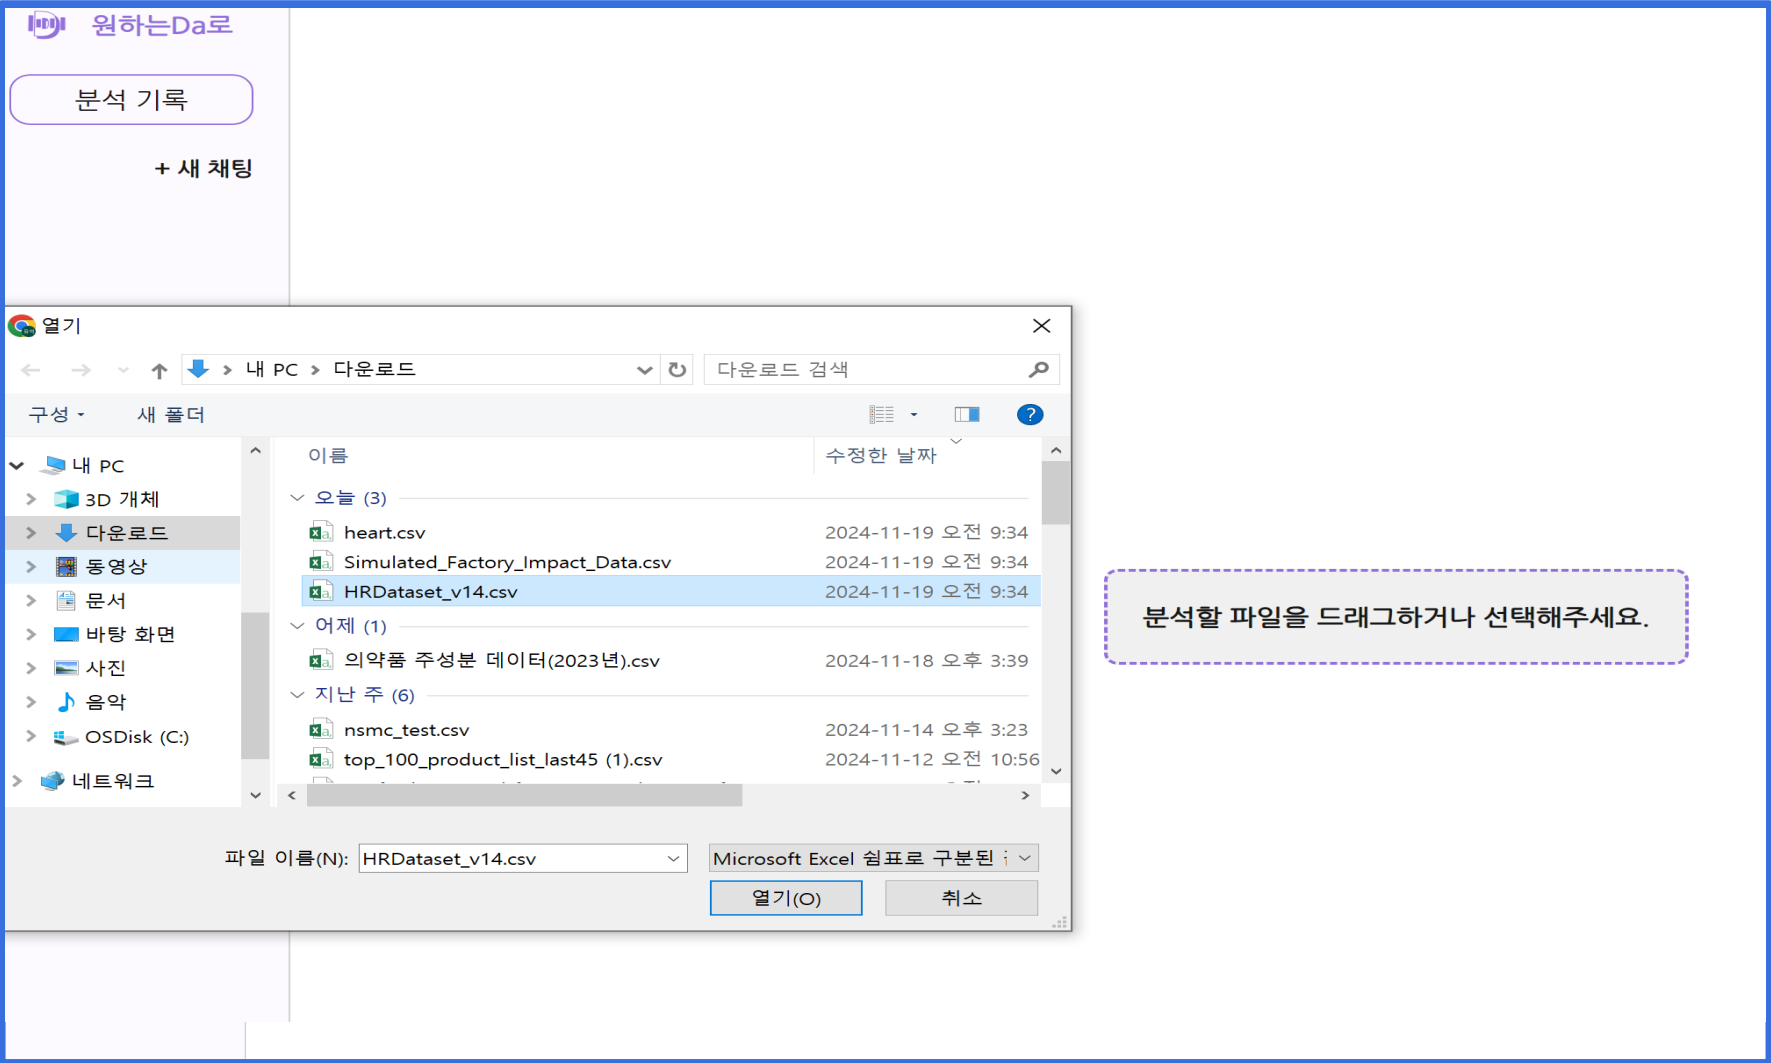 원하는Da로
분석 기록
+ 새 채팅
열기
내 PC > 다운로드
다운로드 검색
구성
새 폴더
내 PC
3D 개체
다운로드
동영상
문서
바탕 화면
사진
음악
OSDisk (C:)
네트워크
이름 수정한 날짜
오늘 (3)
heart.csv 2024-11-19 오전 9:34
Simulated_Factory_Impact_Data.csv 2024-11-19 오전 9:34
HRDataset_v14.csv 2024-11-19 오전 9:34
어제 (1)
의약품 주성분 데이터(2023년).csv 2024-11-18 오후 3:39
지난 주 (6)
nsmc_test.csv 2024-11-14 오후 3:23
top_100_product_list_last45 (1).csv 2024-11-12 오전 10:56
파일 이름(N): HRDataset_v14.csv
Microsoft Excel 쉼표로 구분된
열기(O)
취소
분석할 파일을 드래그하거나 선택해주세요.